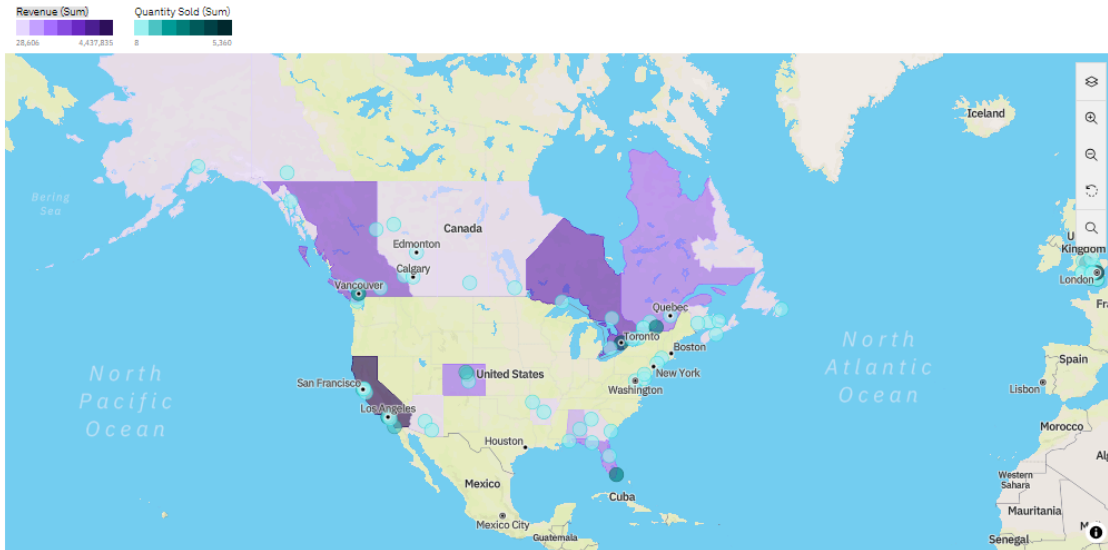 Revenue (Sum)
28,606 4,437,835
Quantity Sold (Sum)
8 5,360
Iceland
Bering
Sea
Canada
Edmonton
Calgary
Vancouver
Kingdom
London
Quebec
Toronto
Boston
New York
Washington
United States
San Francisco
Los Angeles
Houston
North
Pacific
Ocean
North
Atlantic
Ocean
Spain
Lisbon
Morocco
Western
Sahara
Mauritania
Senegal
Mexico
Mexico City
Cuba
Guatemala